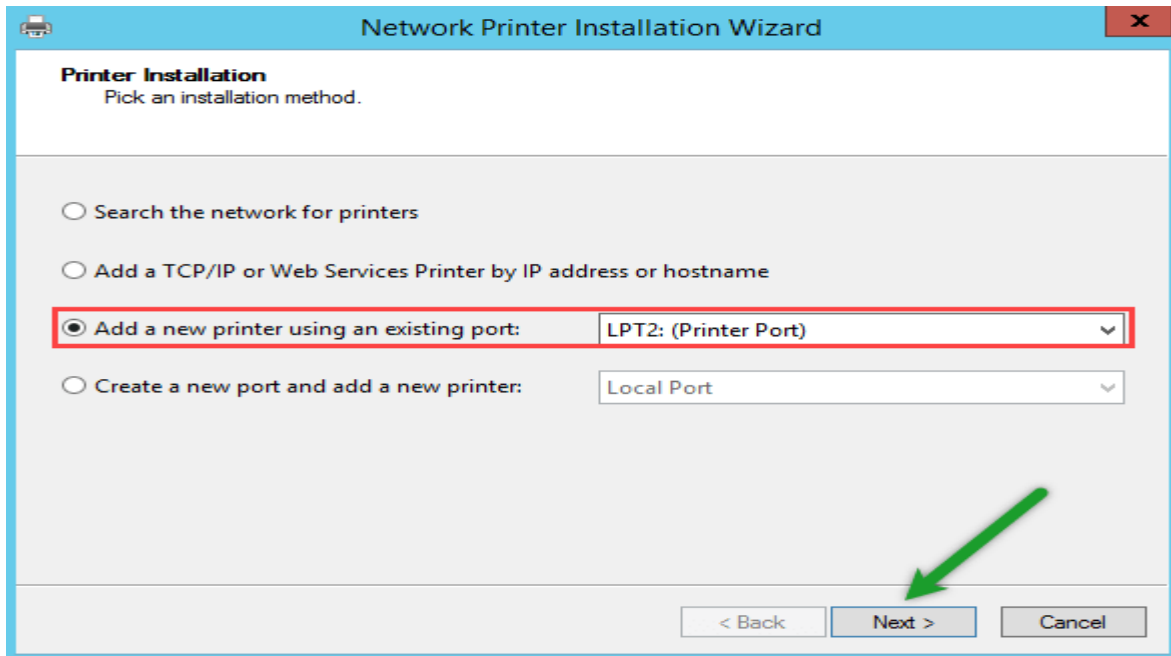 Network Printer Installation Wizard
x
Printer Installation
Pick an installation method.
Search the network for printers
Add a TCP/IP or Web Services Printer by IP address or hostname
Add a new printer using an existing port: LPT2: (Printer Port)
Create a new port and add a new printer: Local Port
< Back Next > Cancel